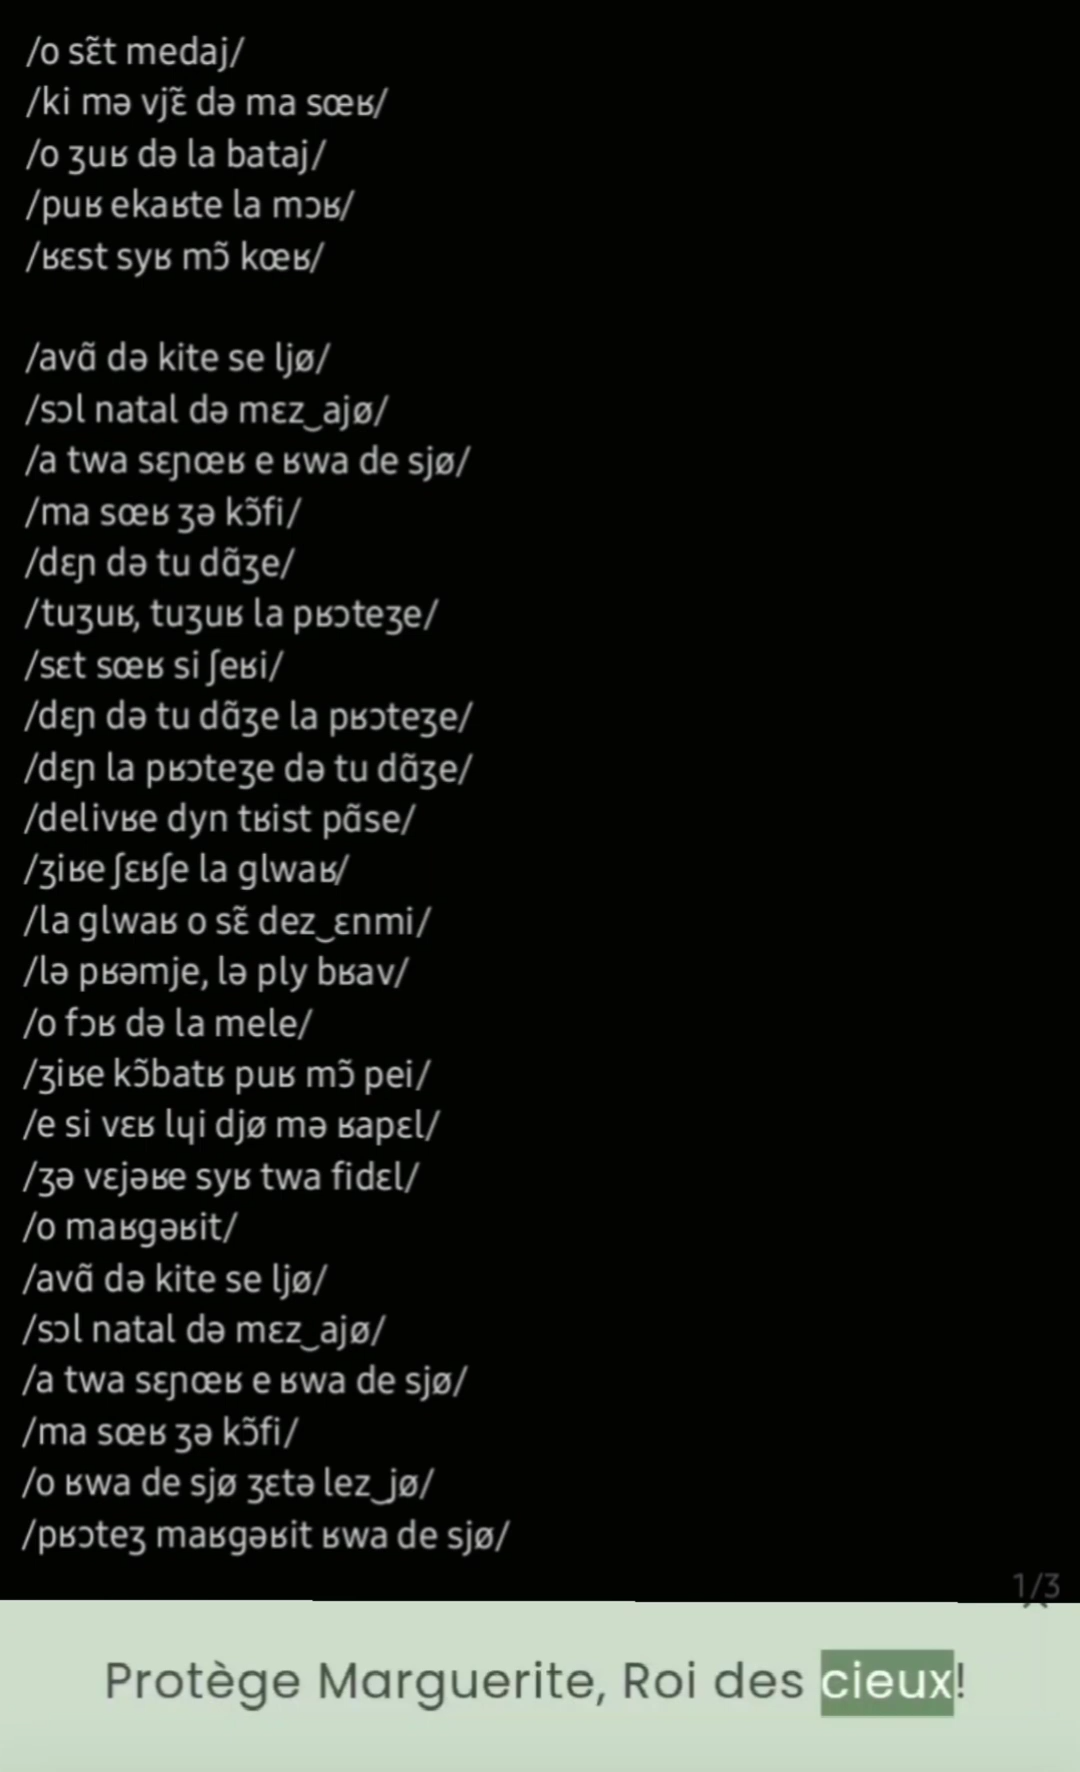 /o sɛ̃t medaj/
/ki mə vjɛ̃ də ma sœʁ/
/o ʒuʁ də la bataj/
/puʁ ekaʁte la mɔʁ/
/ʁɛst syʁ mɔ̃ kœʁ/
/avɑ̃ də kite se ljø/
/sɔl natal də mɛz‿ajø/
/a twa sɛɲœʁ e ʁwa de sjø/
/ma sœʁ ʒə kɔ̃fi/
/dɛɲ də tu dɑ̃ʒe/
/tuʒuʁ, tuʒuʁ la pʁɔteʒe/
/sɛt sœʁ si ʃeʁi/
/dɛɲ də tu dɑ̃ʒe la pʁɔteʒe/
/dɛɲ la pʁɔteʒe də tu dɑ̃ʒe/
/delivʁe dyn tʁist pɑ̃se/
/ʒiʁe ʃɛʁʃe la glwaʁ/
/la glwaʁ o sɛ̃ dez‿ɛnmi/
/lə pʁəmje, lə ply bʁav/
/o fɔʁ də la mele/
/ʒiʁe kɔ̃batʁ puʁ mɔ̃ pei/
/e si vɛʁ lɥi djø mə ʁapɛl/
/ʒə vɛjəʁe syʁ twa fidɛl/
/o maʁgəʁit/
/avɑ̃ də kite se ljø/
/sɔl natal də mɛz‿ajø/
/a twa sɛɲœʁ e ʁwa de sjø/
/ma sœʁ ʒə kɔ̃fi/
/o ʁwa de sjø ʒɛtə lez‿jø/
/pʁɔteʒ maʁgəʁit ʁwa de sjø/
1/3
Protège Marguerite, Roi des cieux!